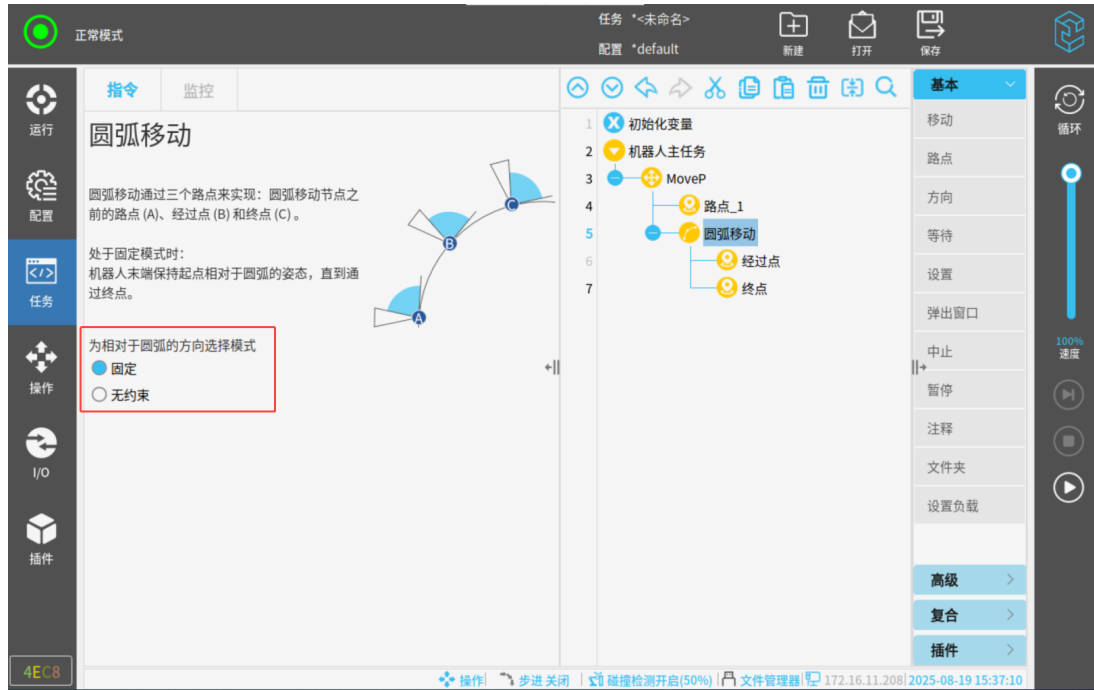 正常模式
任务 *<未命名>
配置 *default
新建
打开
保存
运行
配置
任务
操作
I/O
插件
4EC8
指令
监控
圆弧移动
圆弧移动通过三个路点来实现：圆弧移动节点之
前的路点 (A)、经过点 (B) 和终点 (C) 。
处于固定模式时：
机器人末端保持起点相对于圆弧的姿态，直到通
过终点。
A
B
C
为相对于圆弧的方向选择模式
固定
无约束
1 初始化变量
2 机器人主任务
3 MoveP
4 路点_1
5 圆弧移动
6 经过点
7 终点
基本
移动
路点
方向
等待
设置
弹出窗口
中止
暂停
注释
文件夹
设置负载
高级
复合
插件
循环
100%
速度
操作
步进 关闭
碰撞检测开启(50%)
文件管理器
172.16.11.208
2025-08-19 15:37:10